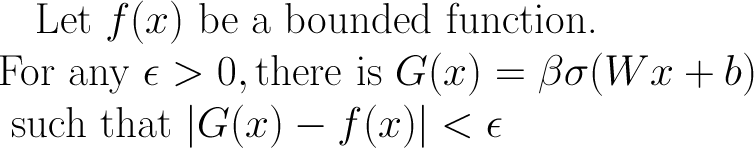 Let f(x) be a bounded function.
For any ϵ > 0, there is G(x) = βσ(Wx + b)
such that |G(x) − f(x)| < ϵ